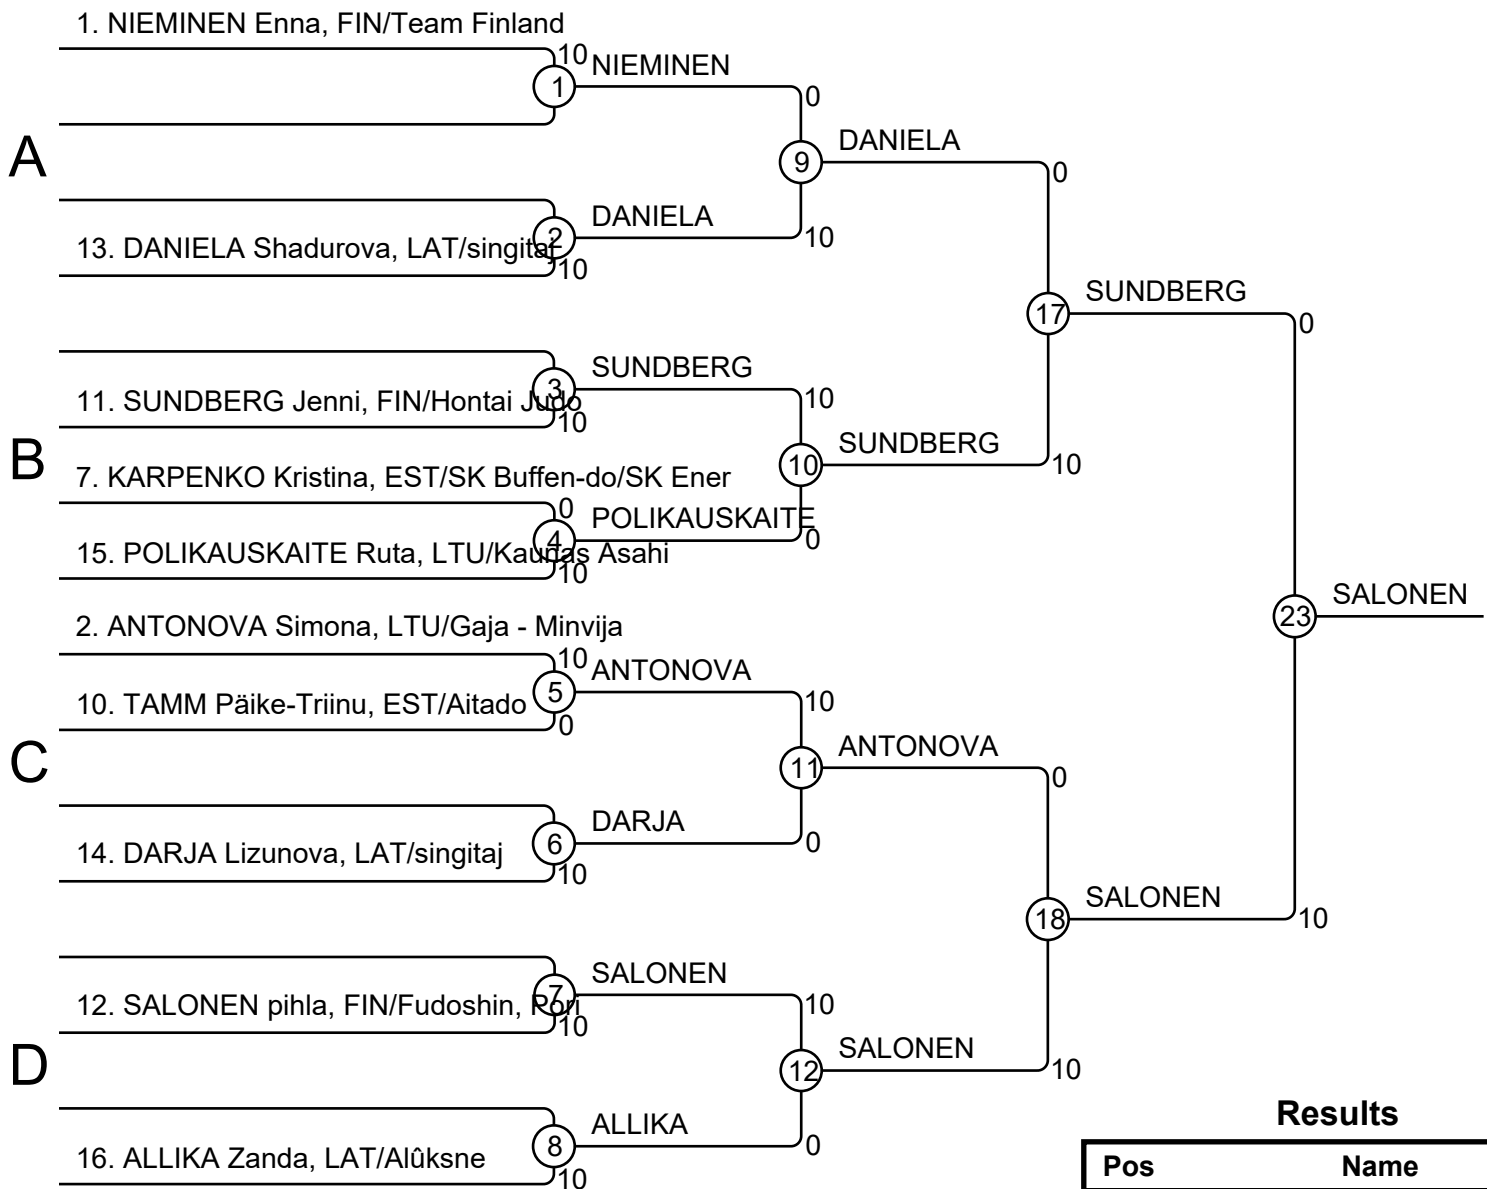 1. NIEMINEN Enna, FIN/Team Finland
10
NIEMINEN
1
0
A
DANIELA
9
0
DANIELA
13. DANIELA Shadurova, LAT/singitaj
2
10
10
SUNDBERG
17
0
SUNDBERG
11. SUNDBERG Jenni, FIN/Hontai Judo
3
10
10
B
SUNDBERG
10
10
7. KARPENKO Kristina, EST/SK Buffen-do/SK Ener
0
POLIKAUSKAITE
15. POLIKAUSKAITE Ruta, LTU/Kaunas Asahi
4
0
10
SALONEN
23
2. ANTONOVA Simona, LTU/Gaja - Minvija
10
ANTONOVA
10. TAMM Päike-Triinu, EST/Aitado
5
10
0
C
ANTONOVA
11
0
DARJA
14. DARJA Lizunova, LAT/singitaj
6
0
10
SALONEN
18
10
SALONEN
12. SALONEN pihla, FIN/Fudoshin, Pori
7
10
10
D
SALONEN
12
10
ALLIKA
16. ALLIKA Zanda, LAT/Alûksne
8
0
10
Results
Pos Name